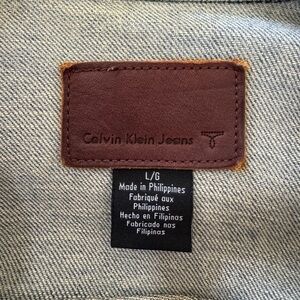 Calvin Klein Jeans
L/G
Made in Philippines
Fabriqué aux
Philippines
Hecho en Filipinas
Fabricado nas
Filipinas